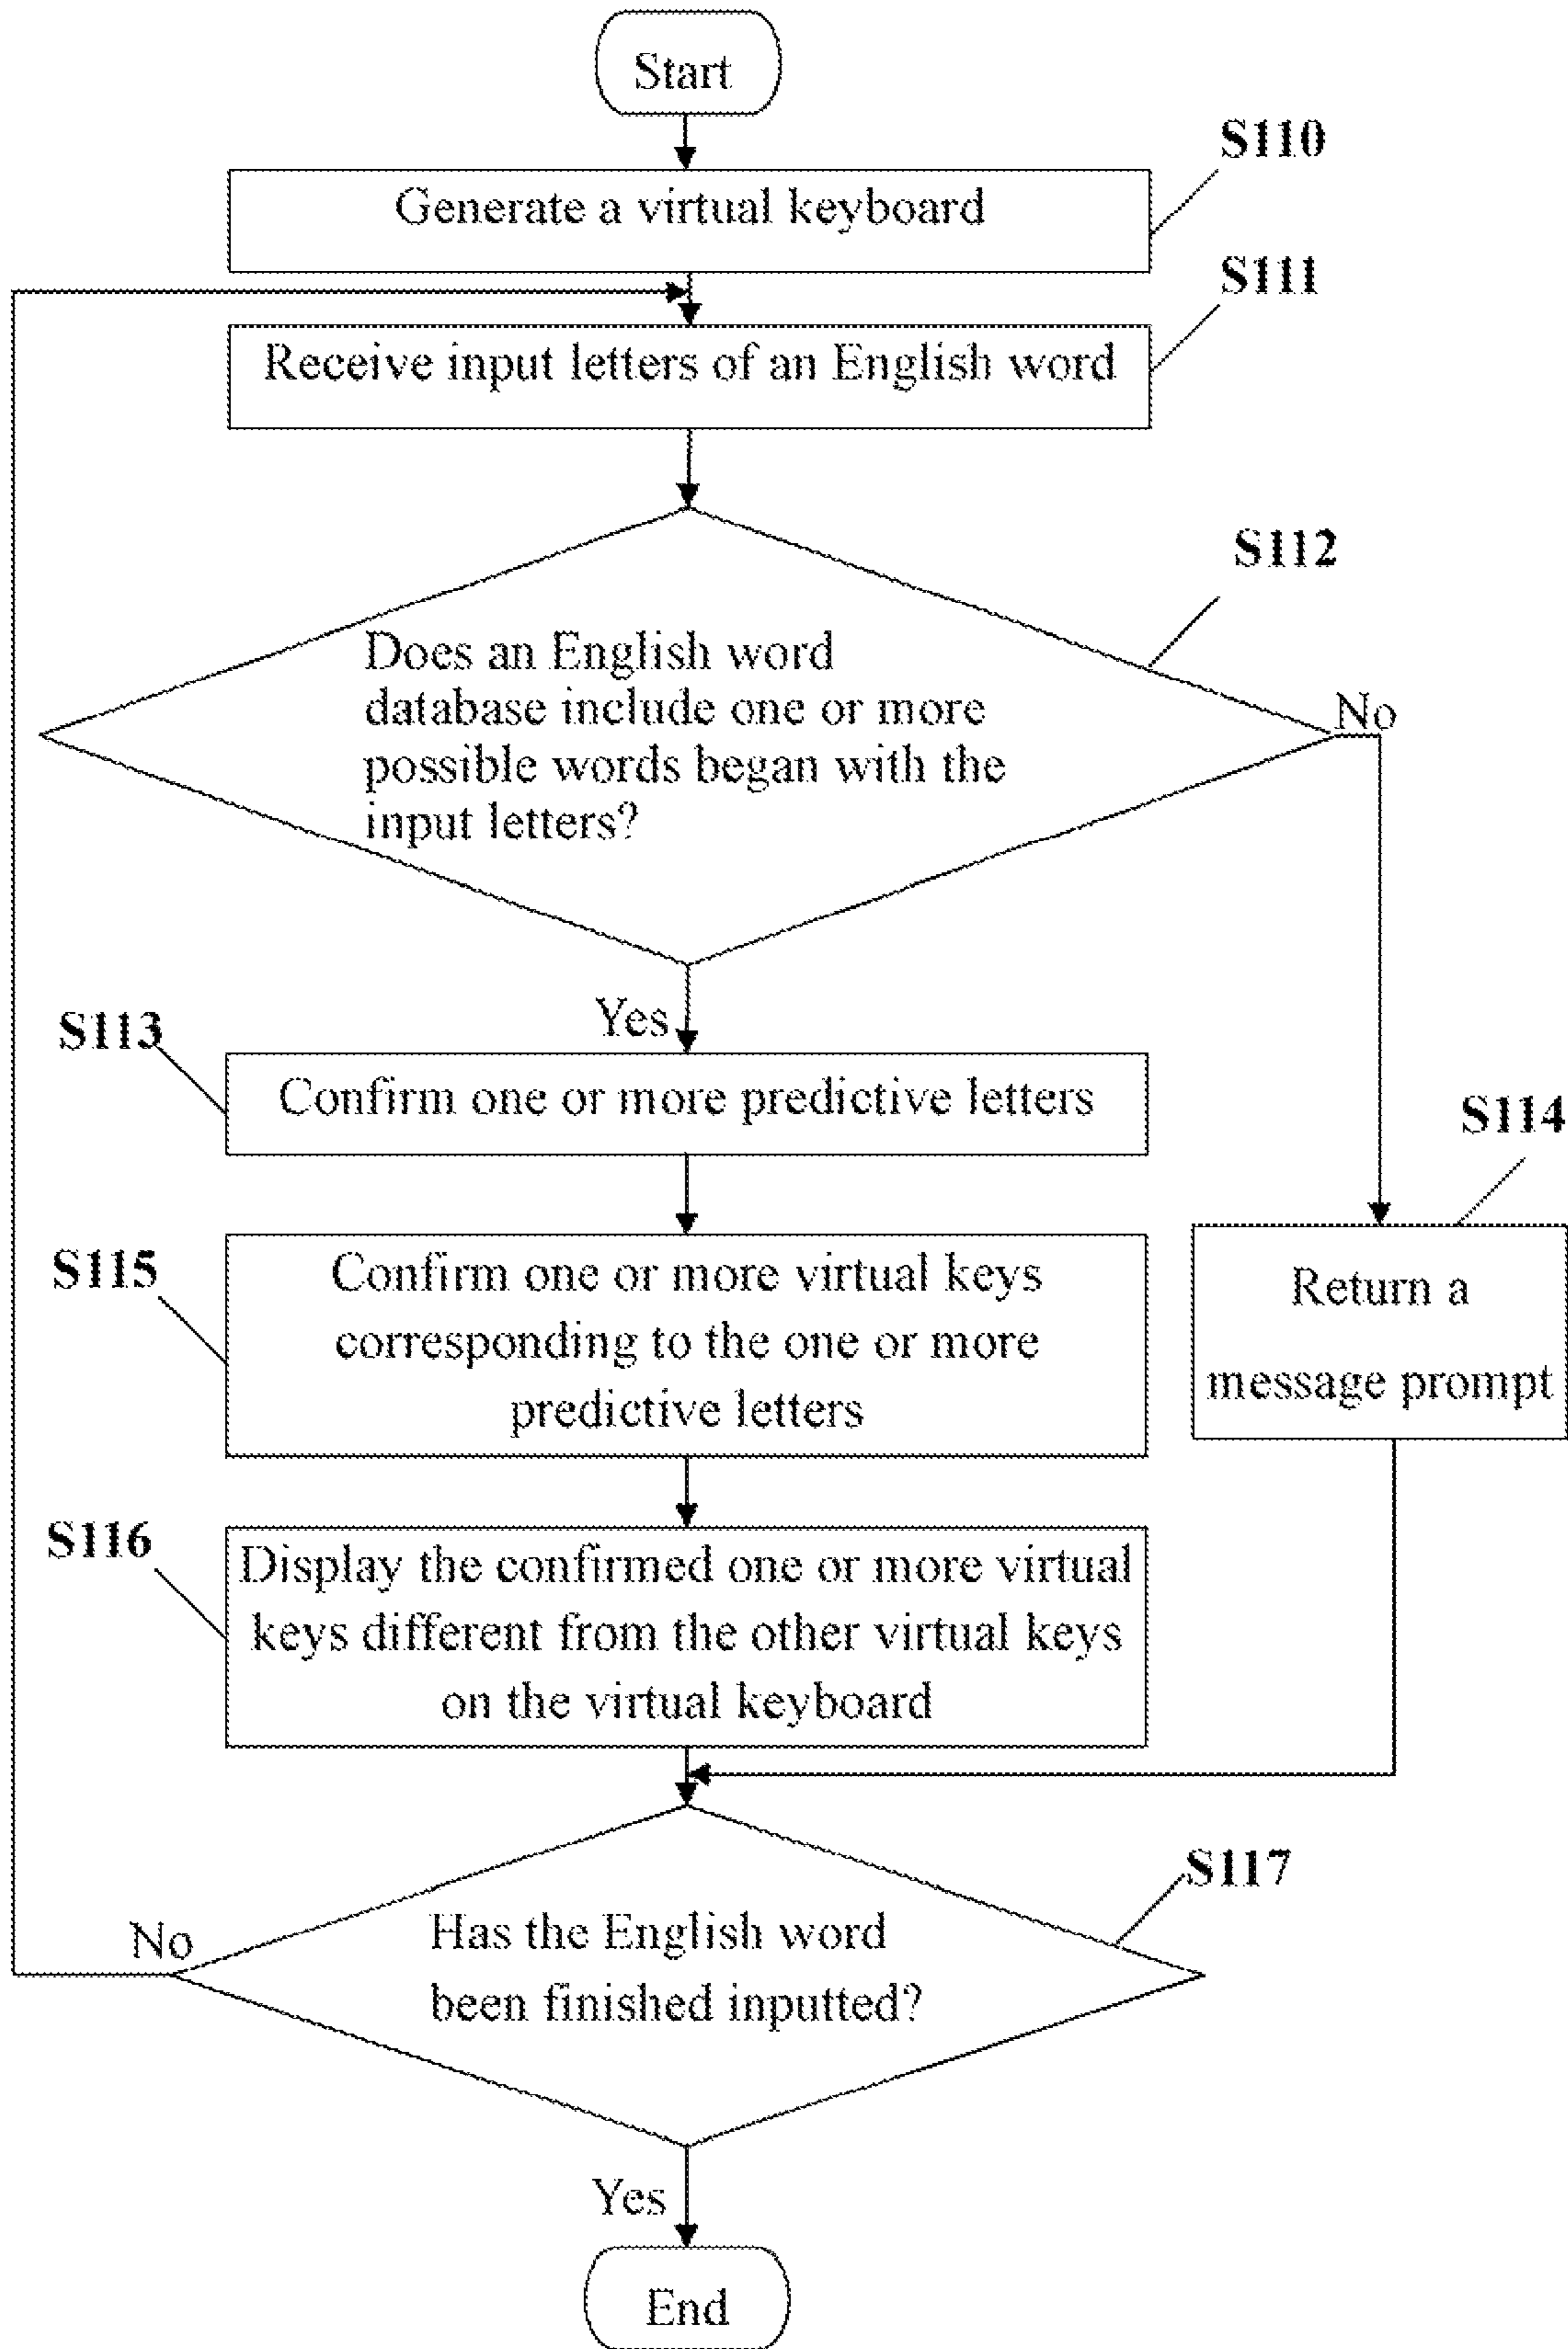 Start
S110
Generate a virtual keyboard
S111
Receive input letters of an English word
S112
Does an English word
database include one or more
possible words began with the
input letters?
No
Yes
S113
Confirm one or more predictive letters
S114
Return a
message prompt
S115
Confirm one or more virtual keys
corresponding to the one or more
predictive letters
S116
Display the confirmed one or more virtual
keys different from the other virtual keys
on the virtual keyboard
S117
Has the English word
been finished inputted?
No
Yes
End